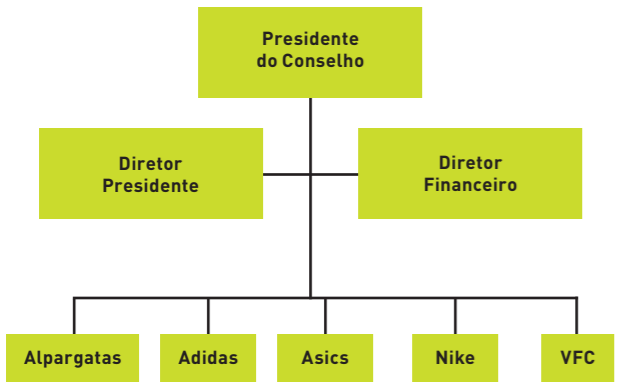 Presidente
do Conselho
Diretor
Presidente
Diretor
Financeiro
Alpargatas
Adidas
Asics
Nike
VFC